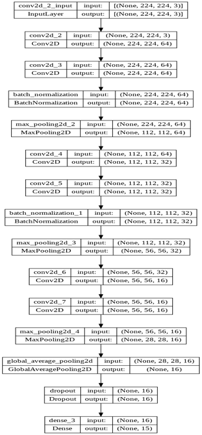 conv2d_2_input input: [(None, 224, 224, 3)]
InputLayer output: [(None, 224, 224, 3)]
conv2d_2 input: (None, 224, 224, 3)
Conv2D output: (None, 224, 224, 64)
conv2d_3 input: (None, 224, 224, 64)
Conv2D output: (None, 224, 224, 64)
batch_normalization input: (None, 224, 224, 64)
BatchNormalization output: (None, 224, 224, 64)
max_pooling2d_2 input: (None, 224, 224, 64)
MaxPooling2D output: (None, 112, 112, 64)
conv2d_4 input: (None, 112, 112, 64)
Conv2D output: (None, 112, 112, 32)
conv2d_5 input: (None, 112, 112, 32)
Conv2D output: (None, 112, 112, 32)
batch_normalization_1 input: (None, 112, 112, 32)
BatchNormalization output: (None, 112, 112, 32)
max_pooling2d_3 input: (None, 112, 112, 32)
MaxPooling2D output: (None, 56, 56, 32)
conv2d_6 input: (None, 56, 56, 32)
Conv2D output: (None, 56, 56, 16)
conv2d_7 input: (None, 56, 56, 16)
Conv2D output: (None, 56, 56, 16)
max_pooling2d_4 input: (None, 56, 56, 16)
MaxPooling2D output: (None, 28, 28, 16)
global_average_pooling2d input: (None, 28, 28, 16)
GlobalAveragePooling2D output: (None, 16)
dropout input: (None, 16)
Dropout output: (None, 16)
dense_3 input: (None, 16)
Dense output: (None, 15)